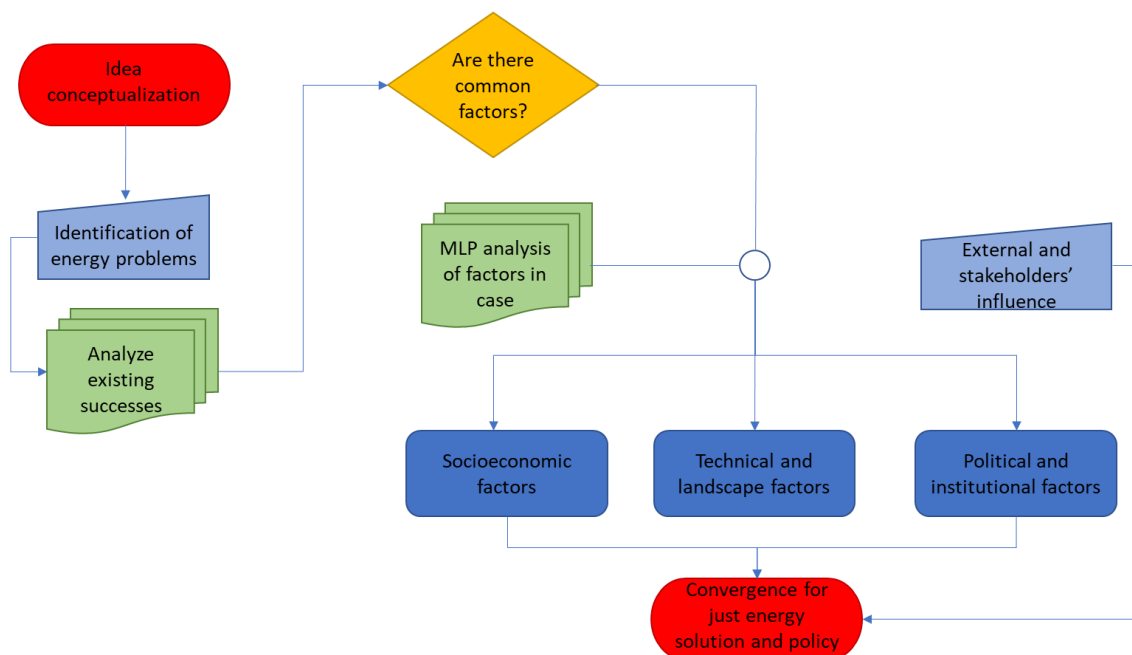 Idea
conceptualization
Identification of
energy problems
Analyze
existing
successes
Are there
common
factors?
MLP analysis
of factors in
case
External and
stakeholders’
influence
Socioeconomic
factors
Technical and
landscape factors
Political and
institutional factors
Convergence for
just energy
solution and policy